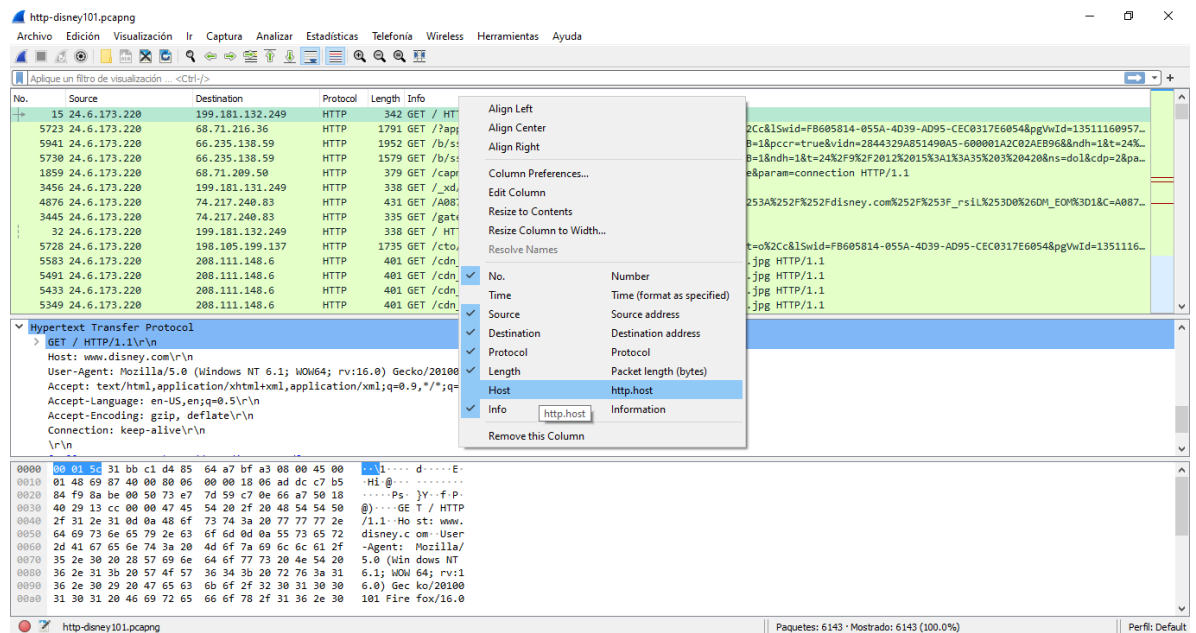 http-disney101.pcapng
Archivo Edición Visualización Ir Captura Analizar Estadísticas Telefonía Wireless Herramientas Ayuda
Aplique un filtro de visualización ... <Ctrl-/>
No. Source Destination Protocol Length Info
15 24.6.173.220 199.181.132.249 HTTP 342 GET / HT
5723 24.6.173.220 68.71.216.36 HTTP 1791 GET /?app 2Cc&lSwid=FB605814-055A-4D39-AD95-CEC0317E6054&pgVwId=13511160957…
5941 24.6.173.220 66.235.138.59 HTTP 1952 GET /b/ss B=1&pccr=true&vidn=2844329A851490A5-600001A2C02AEB96&&ndh=1&t=24%…
5730 24.6.173.220 66.235.138.59 HTTP 1579 GET /b/ss B=1&ndh=1&t=24%2F9%2F2012%2015%3A1%3A35%203%20420&ns=dol&cdp=2&pa…
1859 24.6.173.220 68.71.209.50 HTTP 379 GET /capm e&param=connection HTTP/1.1
3456 24.6.173.220 199.181.131.249 HTTP 338 GET /_xd/
4876 24.6.173.220 74.217.240.83 HTTP 431 GET /A087 253A%252F%252Fdisney.com%252F%253F_rsiL%253D0%26DM_EOM%3D1&C=A087…
3445 24.6.173.220 74.217.240.83 HTTP 335 GET /gate
32 24.6.173.220 199.181.132.249 HTTP 338 GET / HT
5728 24.6.173.220 198.105.199.137 HTTP 1735 GET /cto/ t=o%2Cc&lSwid=FB605814-055A-4D39-AD95-CEC0317E6054&pgVwId=1351116…
5583 24.6.173.220 208.111.148.6 HTTP 401 GET /cdn_ .jpg HTTP/1.1
5491 24.6.173.220 208.111.148.6 HTTP 401 GET /cdn_ .jpg HTTP/1.1
5433 24.6.173.220 208.111.148.6 HTTP 401 GET /cdn_ .jpg HTTP/1.1
5349 24.6.173.220 208.111.148.6 HTTP 401 GET /cdn_ .jpg HTTP/1.1
Align Left
Align Center
Align Right
Column Preferences...
Edit Column
Resize to Contents
Resize Column to Width...
Resolve Names
No. Number
Time Time (format as specified)
Source Source address
Destination Destination address
Protocol Protocol
Length Packet length (bytes)
Host http.host
Info Information
http.host
Remove this Column
Hypertext Transfer Protocol
GET / HTTP/1.1\r\n
Host: www.disney.com\r\n
User-Agent: Mozilla/5.0 (Windows NT 6.1; WOW64; rv:16.0) Gecko/20100
Accept: text/html,application/xhtml+xml,application/xml;q=0.9,*/*;q=
Accept-Language: en-US,en;q=0.5\r\n
Accept-Encoding: gzip, deflate\r\n
Connection: keep-alive\r\n
\r\n
0000 00 01 5c 31 bb c1 d4 85 64 a7 bf a3 08 00 45 00 ··\1···· d·····E·
0010 01 48 69 87 40 00 80 06 00 00 18 06 ad dc c7 b5 ·Hi·@··· ········
0020 84 f9 8a be 00 50 73 e7 7d 59 c7 0e 66 a7 50 18 ·····Ps· }Y··f·P·
0030 40 29 13 cc 00 00 47 45 54 20 2f 20 48 54 54 50 @)····GE T / HTTP
0040 2f 31 2e 31 0d 0a 48 6f 73 74 3a 20 77 77 77 2e /1.1··Ho st: www.
0050 64 69 73 6e 65 79 2e 63 6f 6d 0d 0a 55 73 65 72 disney.c om··User
0060 2d 41 67 65 6e 74 3a 20 4d 6f 7a 69 6c 6c 61 2f -Agent: Mozilla/
0070 35 2e 30 20 28 57 69 6e 64 6f 77 73 20 4e 54 20 5.0 (Win dows NT
0080 36 2e 31 3b 20 57 4f 57 36 34 3b 20 72 76 3a 31 6.1; WOW 64; rv:1
0090 36 2e 30 29 20 47 65 63 6b 6f 2f 32 30 31 30 30 6.0) Gec ko/20100
00a0 31 30 31 20 46 69 72 65 66 6f 78 2f 31 36 2e 30 101 Fire fox/16.0
http-disney101.pcapng Paquetes: 6143 · Mostrado: 6143 (100.0%) Perfil: Default